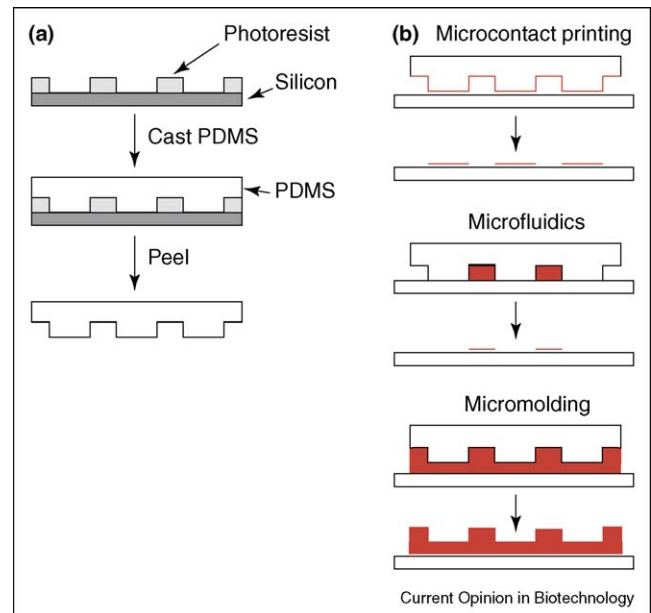 (a)
Photoresist
Silicon
Cast PDMS
PDMS
Peel
(b)
Microcontact printing
Microfluidics
Micromolding
Current Opinion in Biotechnology